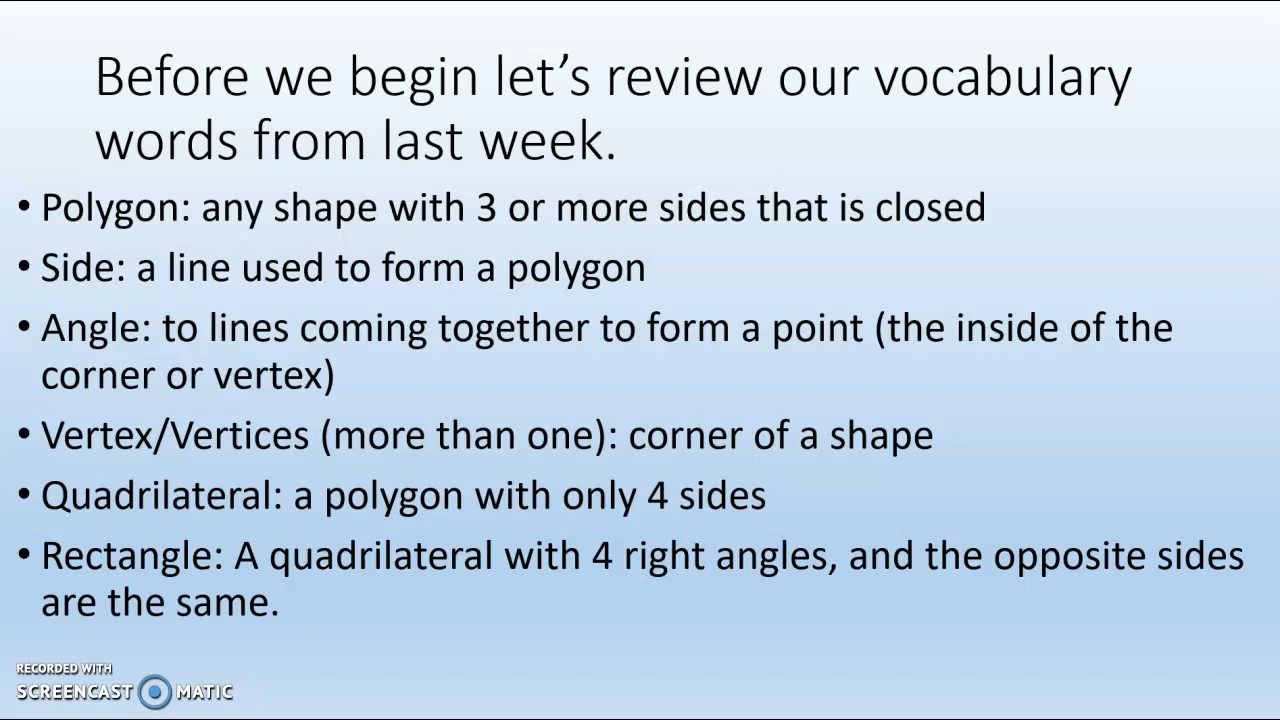 Before we begin let’s review our vocabulary
words from last week.
• Polygon: any shape with 3 or more sides that is closed
• Side: a line used to form a polygon
• Angle: to lines coming together to form a point (the inside of the
corner or vertex)
• Vertex/Vertices (more than one): corner of a shape
• Quadrilateral: a polygon with only 4 sides
• Rectangle: A quadrilateral with 4 right angles, and the opposite sides
are the same.
RECORDED WITH
SCREENCAST MATIC